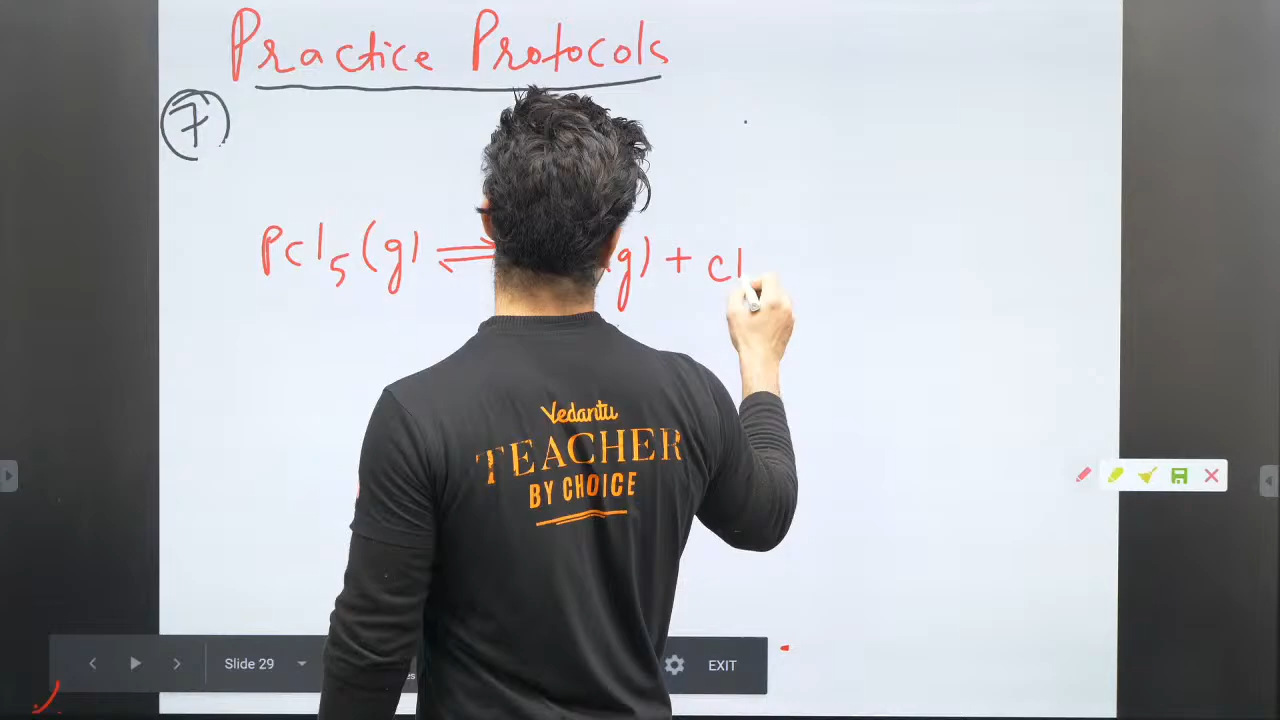 Practice Protocols
7
PCl5(g) ⇌ (g) + Cl
Vedantu
TEACHER
BY CHOICE
Slide 29
EXIT